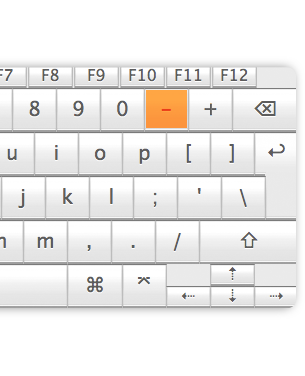 F7 F8 F9 F10 F11 F12
8 9 0 – + ⌫
u i o p [ ] ↩
j k l ; ' \
m , . / ⇧
⌘ ⌅ ⇡
⇠ ⇣ ⇢